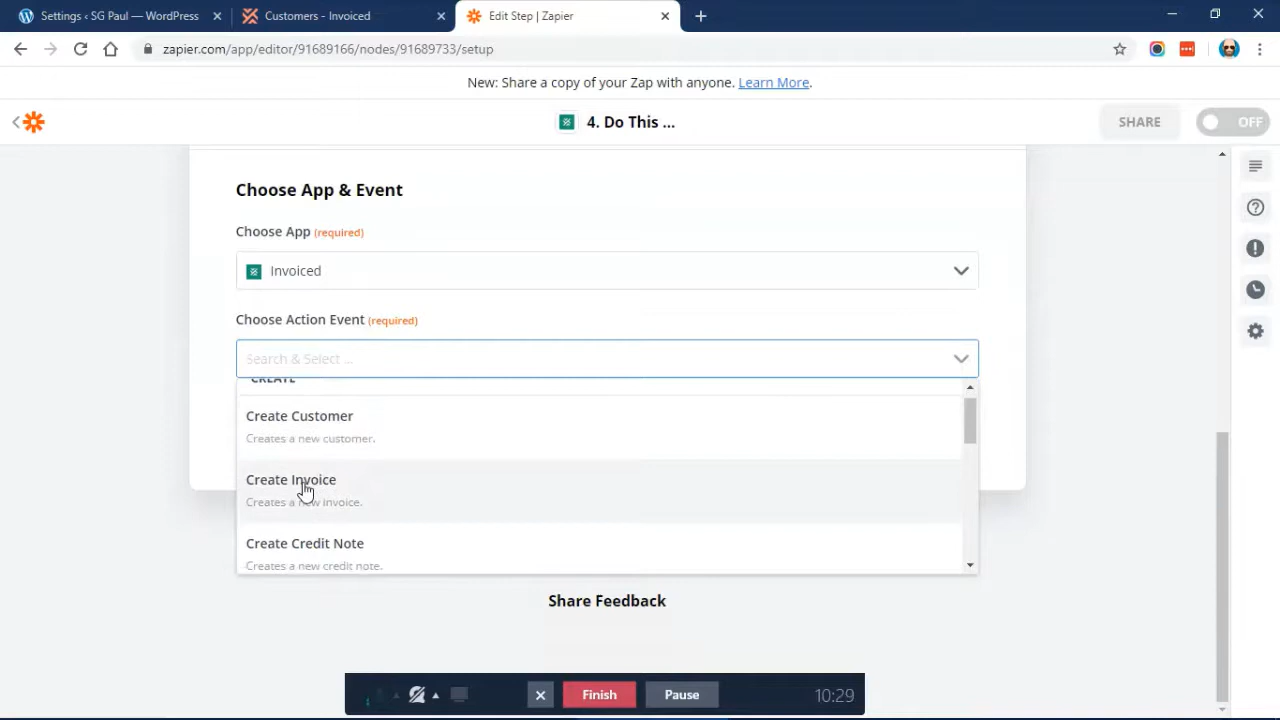 Settings ‹ SG Paul — WordPress
Customers - Invoiced
Edit Step | Zapier
zapier.com/app/editor/91689166/nodes/91689733/setup
New: Share a copy of your Zap with anyone. Learn More.
4. Do This ...
SHARE
OFF
Choose App & Event
Choose App (required)
Invoiced
Choose Action Event (required)
Search & Select ...
CREATE
Create Customer
Creates a new customer.
Create Invoice
Creates a new invoice.
Create Credit Note
Creates a new credit note.
Share Feedback
Finish
Pause
10:29